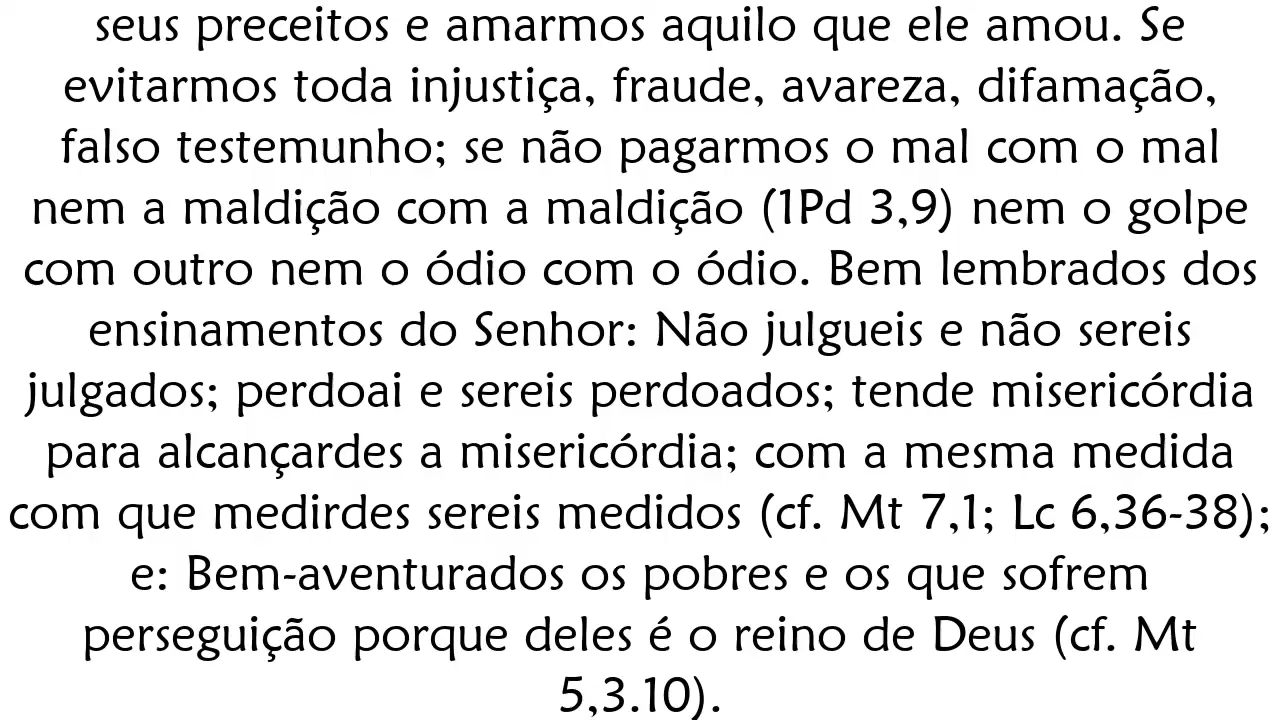 seus preceitos e amarmos aquilo que ele amou. Se
evitarmos toda injustiça, fraude, avareza, difamação,
falso testemunho; se não pagarmos o mal com o mal
nem a maldição com a maldição (1Pd 3,9) nem o golpe
com outro nem o ódio com o ódio. Bem lembrados dos
ensinamentos do Senhor: Não julgueis e não sereis
julgados; perdoai e sereis perdoados; tende misericórdia
para alcançardes a misericórdia; com a mesma medida
com que medirdes sereis medidos (cf. Mt 7,1; Lc 6,36-38);
e: Bem-aventurados os pobres e os que sofrem
perseguição porque deles é o reino de Deus (cf. Mt
5,3.10).